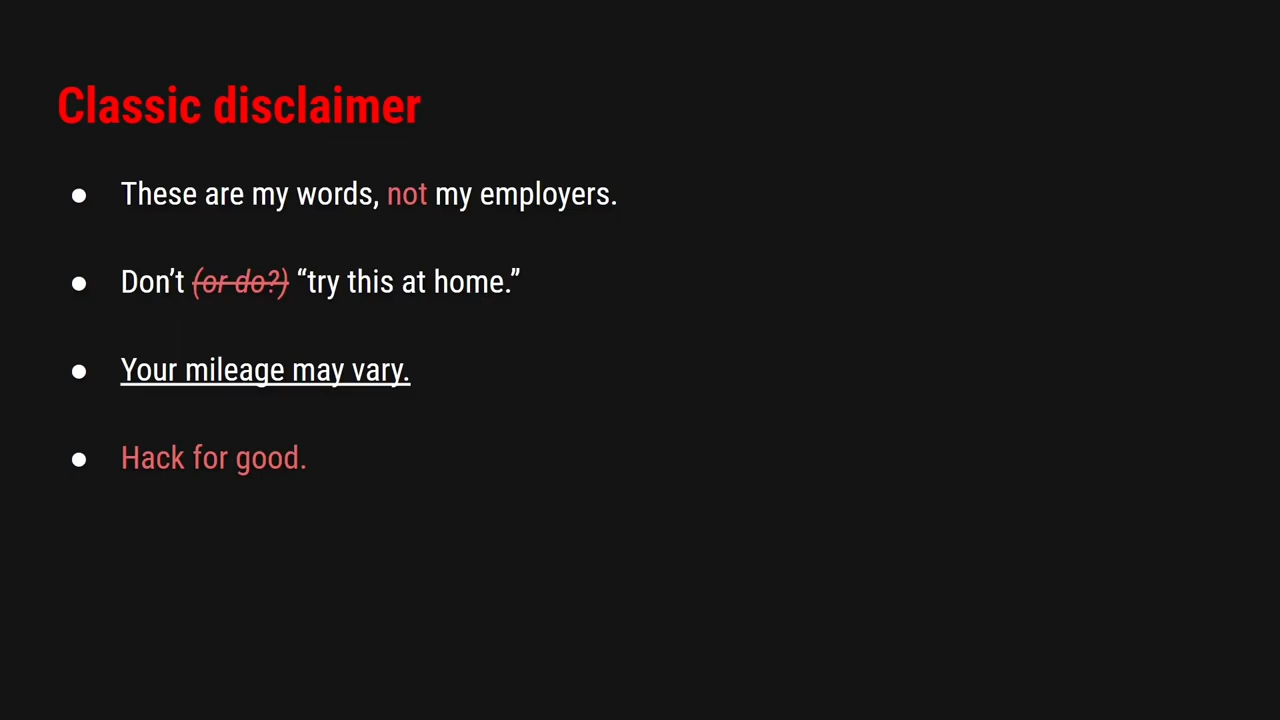 Classic disclaimer
● These are my words, not my employers.
● Don’t (or do?) “try this at home.”
● Your mileage may vary.
● Hack for good.